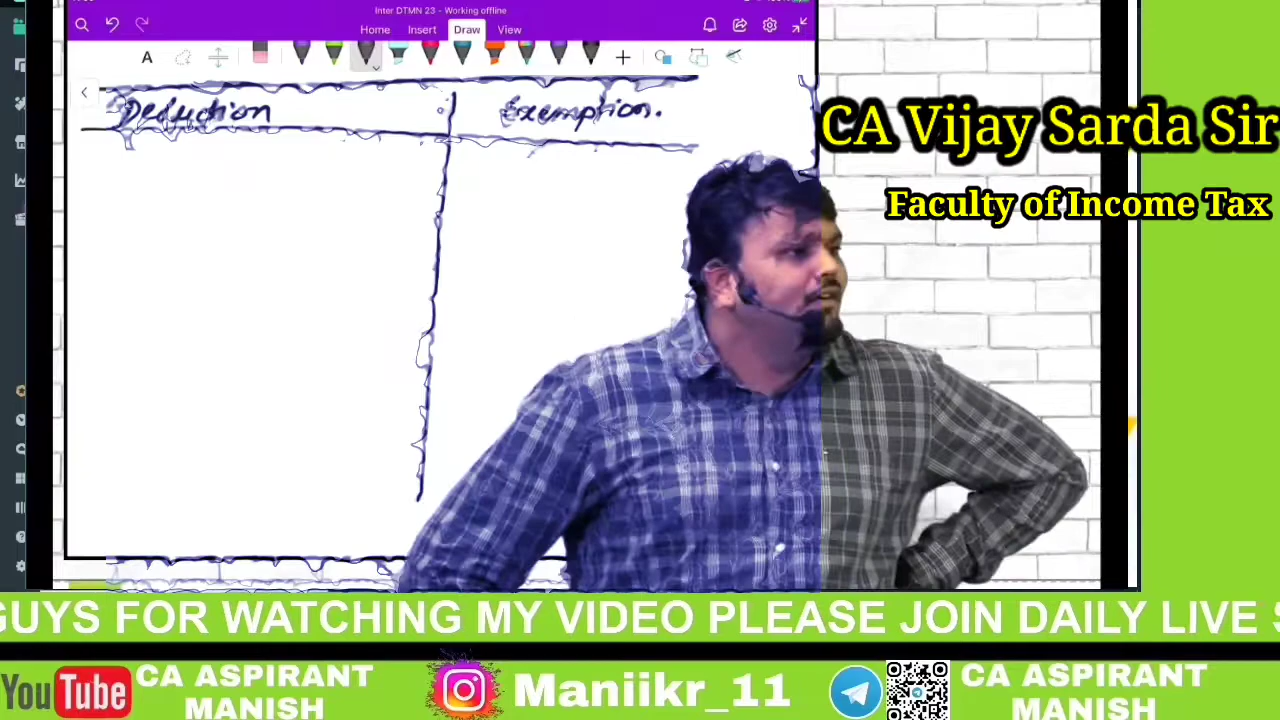 Inter DTMN 23 - Working offline
Home Insert Draw View
A
Deduction Exemption.
CA Vijay Sarda Sir
Faculty of Income Tax
GUYS FOR WATCHING MY VIDEO PLEASE JOIN DAILY LIVE S
YouTube CA ASPIRANT MANISH
Maniikr_11
CA ASPIRANT MANISH